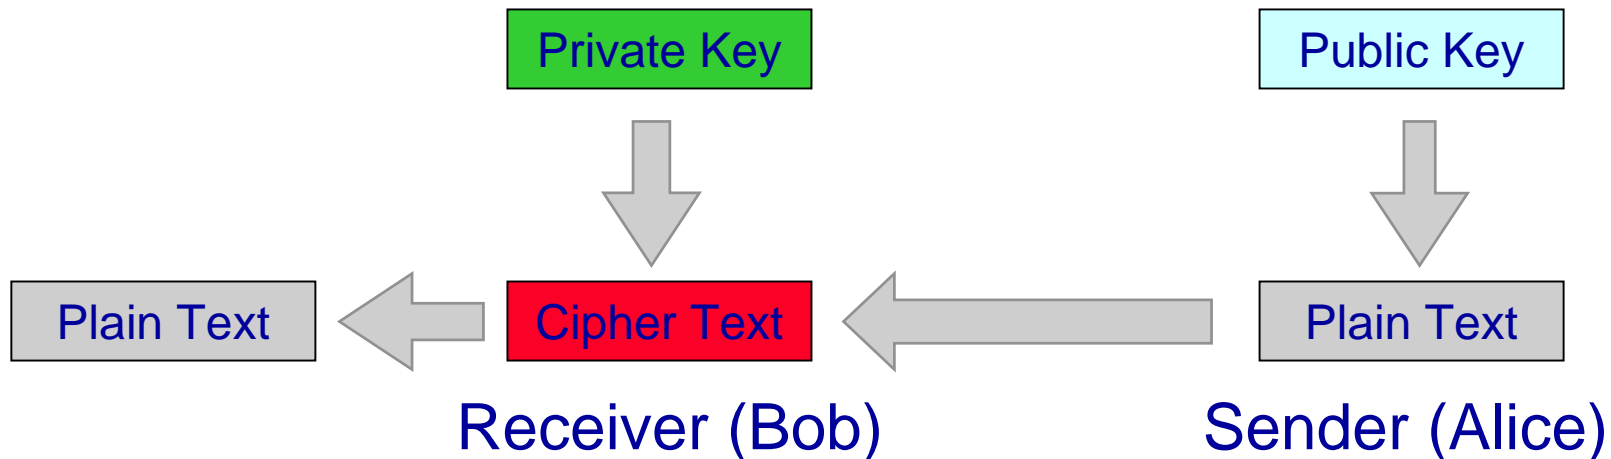 Private Key
Public Key
Plain Text
Cipher Text
Plain Text
Receiver (Bob)
Sender (Alice)